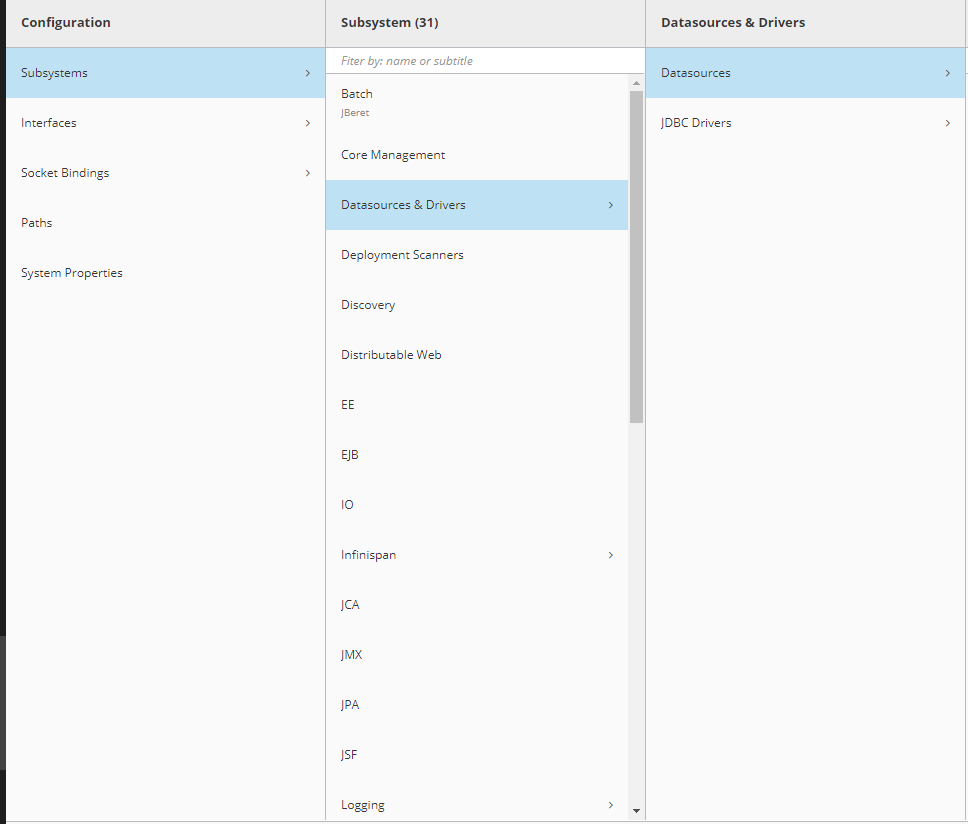 Configuration
Subsystems
Interfaces
Socket Bindings
Paths
System Properties
Subsystem (31)
Fiter by: name or subtitle
Batch
JBeret
Core Management
Datasources & Drivers
Deployment Scanners
Discovery
Distributable Web
EE
EJB
IO
Infinispan
JCA
JMX
JPA
JSF
Logging
Datasources & Drivers
Datasources
JDBC Drivers